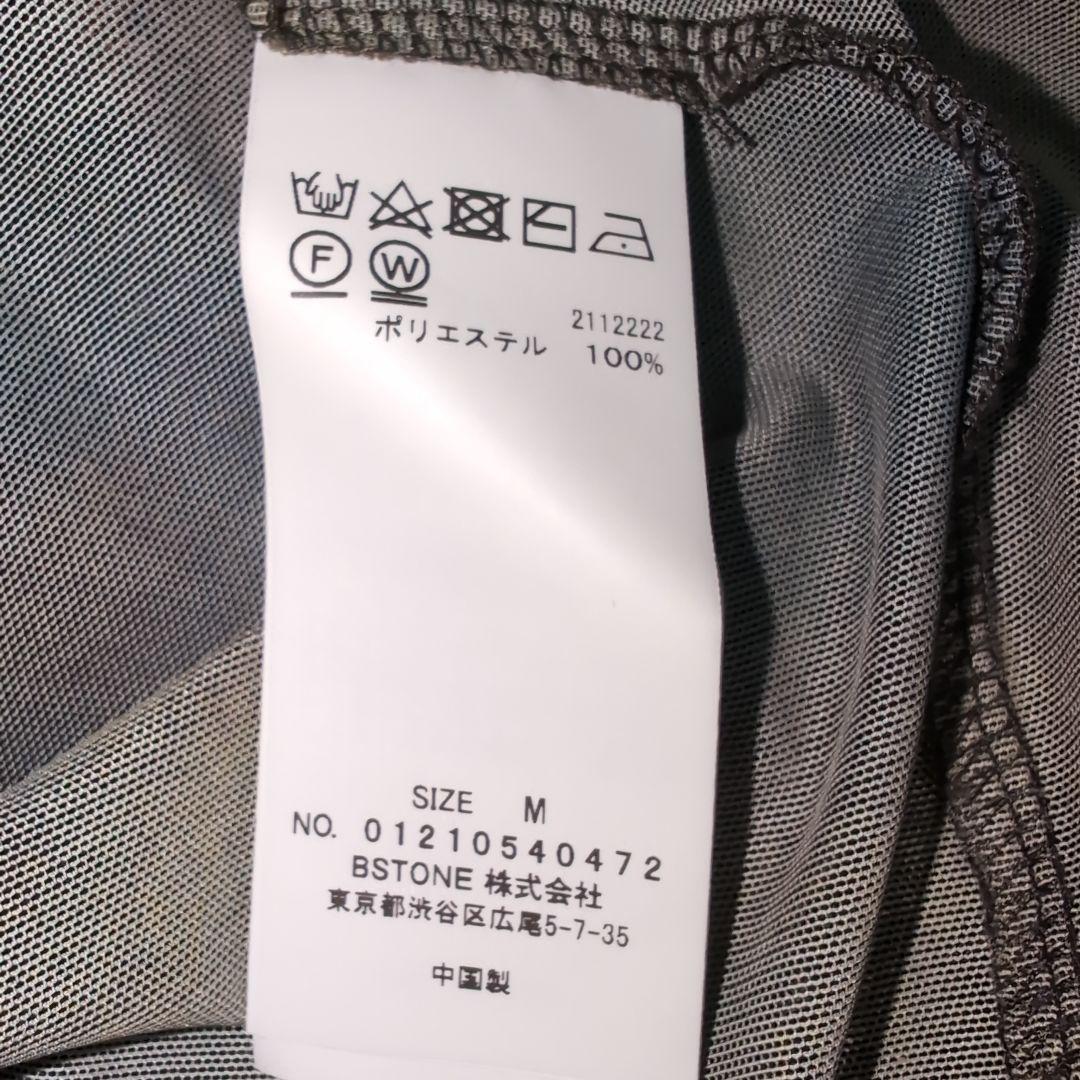 F W
2112222
ポリエステル 100%
SIZE M
NO. 01210540472
BSTONE 株式会社
東京都渋谷区広尾5-7-35
中国製